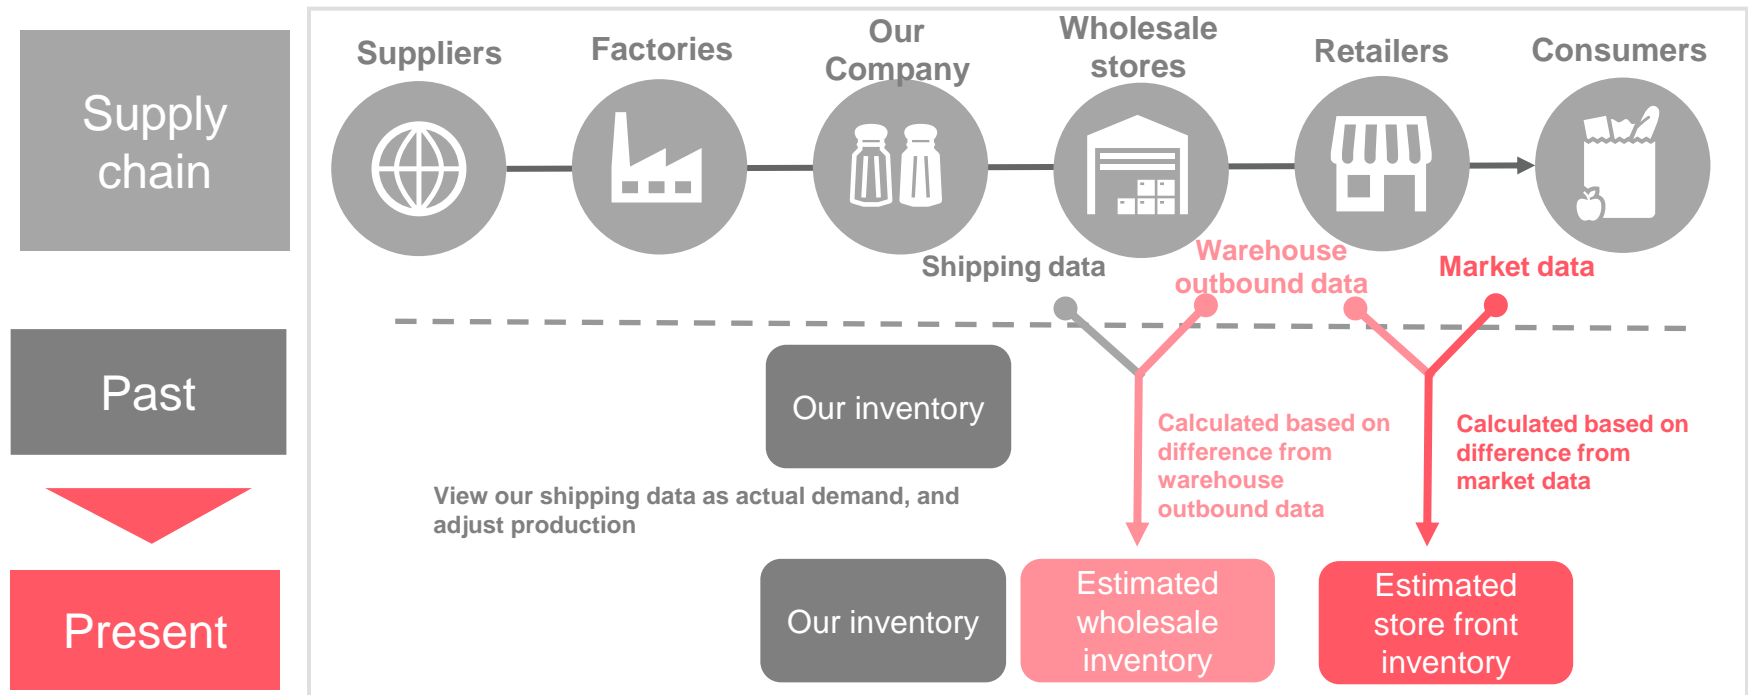 Supply
chain
Suppliers
Factories
Our
Company
Wholesale
stores
Retailers
Consumers
Shipping data
Warehouse
outbound data
Market data
Past
Our inventory
Calculated based on
difference from
warehouse
outbound data
Calculated based on
difference from
market data
View our shipping data as actual demand, and
adjust production
Present
Our inventory
Estimated
wholesale
inventory
Estimated
store front
inventory